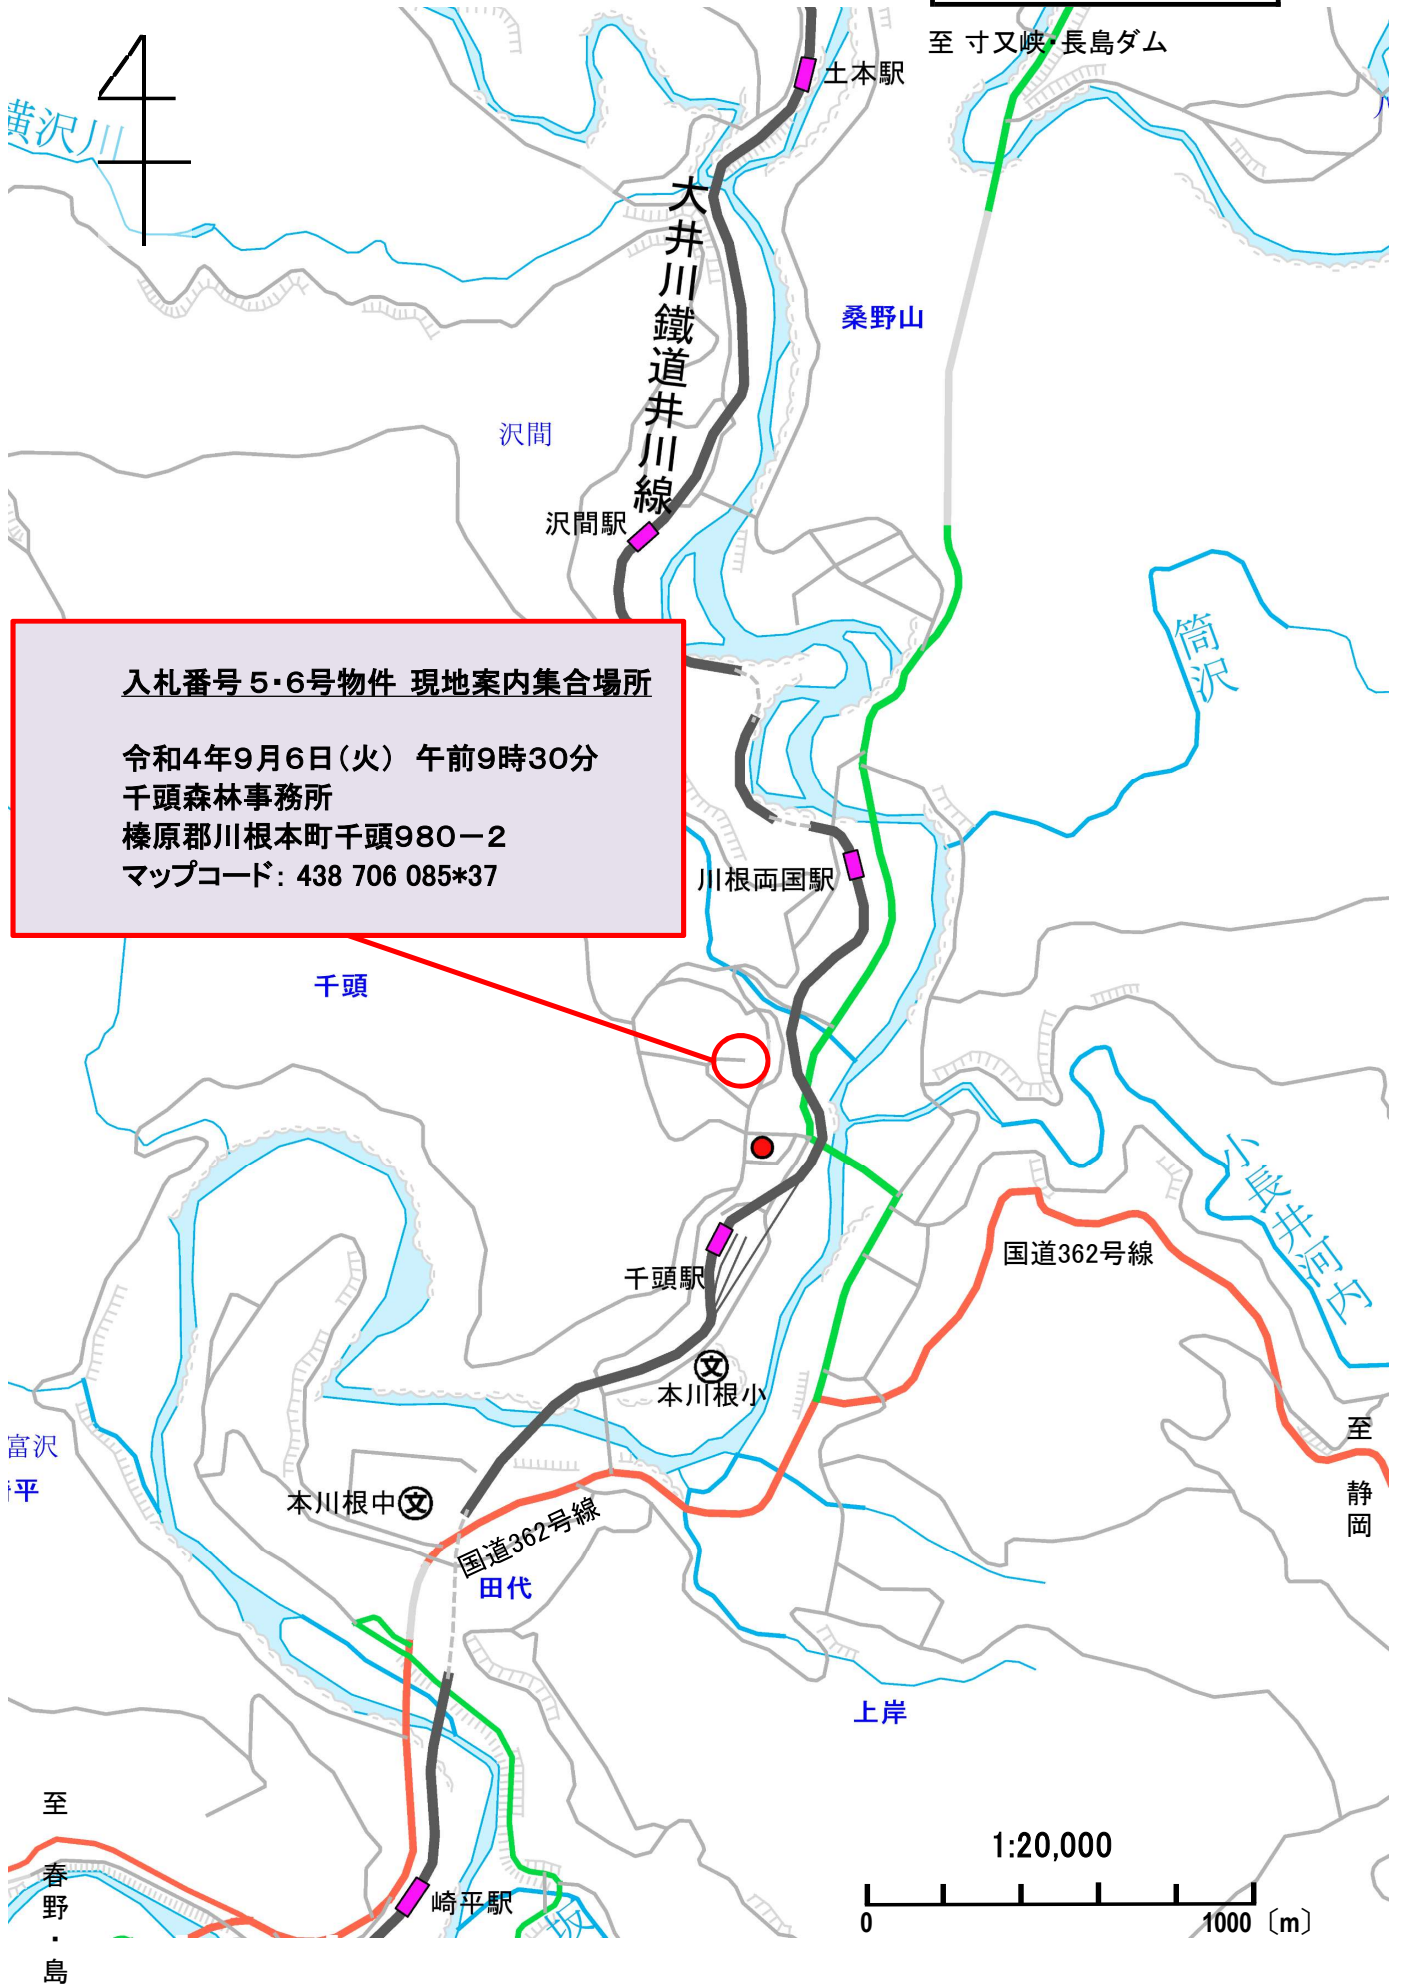 至 寸又峡・長島ダム
土本駅
横沢川
大井川鐵道井川線
桑野山
沢間
沢間駅
筒沢
入札番号 5・6号物件 現地案内集合場所
令和4年9月6日(火) 午前9時30分
千頭森林事務所
榛原郡川根本町千頭980-2
マップコード: 438 706 085*37
川根両国駅
千頭
小長井河内
国道362号線
千頭駅
本川根小
至 静岡
富沢
平
本川根中
国道362号線
田代
上岸
至 春野・島
崎平駅
1:20,000
0 1000 〔m〕